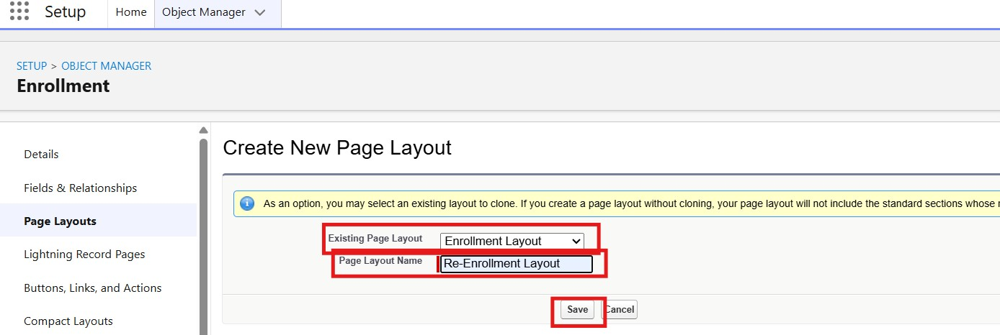 Setup Home Object Manager
SETUP > OBJECT MANAGER
Enrollment
Details
Fields & Relationships
Page Layouts
Lightning Record Pages
Buttons, Links, and Actions
Compact Layouts
Create New Page Layout
As an option, you may select an existing layout to clone. If you create a page layout without cloning, your page layout will not include the standard sections whose
Existing Page Layout Enrollment Layout
Page Layout Name Re-Enrollment Layout
Save Cancel